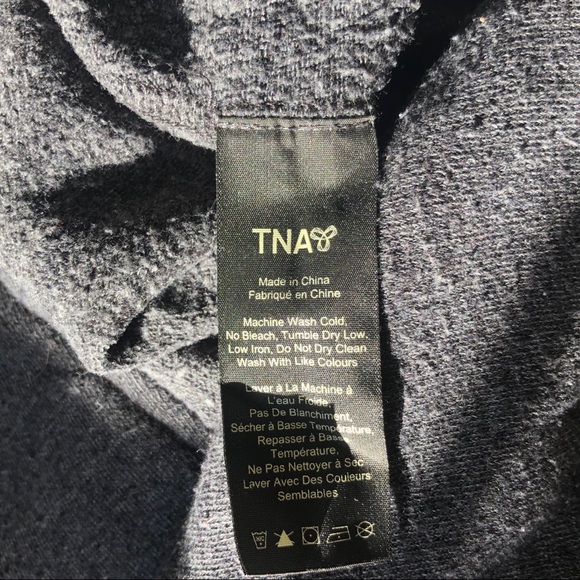 TNA
Made in China
Fabriqué en Chine
Machine Wash Cold,
No Bleach, Tumble Dry Low.
Low Iron, Do Not Dry Clean
Wash With Like Colours
Laver à La Machine à
L'eau Froide,
Pas De Blanchiment,
Sécher à Basse Température,
Repasser à Basse
Température,
Ne Pas Nettoyer à Sec
Laver Avec Des Couleurs
Semblables